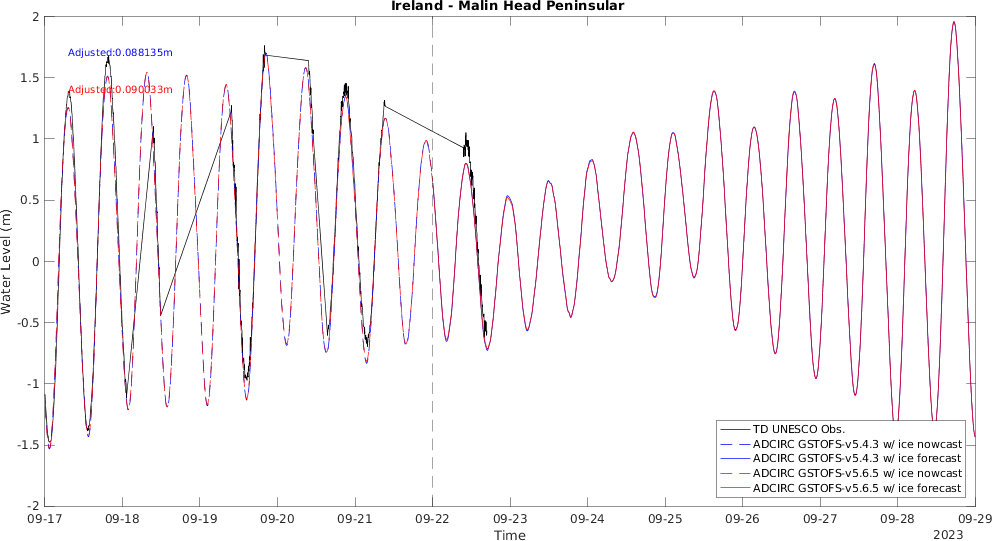 Ireland - Malin Head Peninsular
2
1.5
1
0.5
0
-0.5
-1
-1.5
-2
Water Level (m)
Adjusted:0.088135m
Adjusted:0.090033m
TD UNESCO Obs.
ADCIRC GSTOFS-v5.4.3 w/ ice nowcast
ADCIRC GSTOFS-v5.4.3 w/ ice forecast
ADCIRC GSTOFS-v5.6.5 w/ ice nowcast
ADCIRC GSTOFS-v5.6.5 w/ ice forecast
09-17 09-18 09-19 09-20 09-21 09-22 09-23 09-24 09-25 09-26 09-27 09-28 09-29
Time
2023